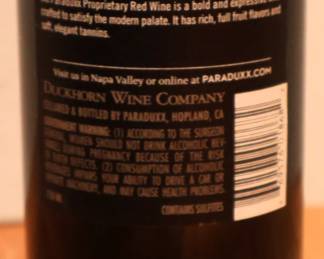 Paraduxx Proprietary Red Wine is a bold and expressive
crafted to satisfy the modern palate. It has rich, full fruit flavors and
soft, elegant tannins.
Visit us in Napa Valley or online at PARADUXX.COM
DUCKHORN WINE COMPANY
CELLARED & BOTTLED BY PARADUXX, HOPLAND, CA
GOVERNMENT WARNING: (1) ACCORDING TO THE SURGEON
GENERAL, WOMEN SHOULD NOT DRINK ALCOHOLIC BEV-
ERAGES DURING PREGNANCY BECAUSE OF THE RISK
OF BIRTH DEFECTS. (2) CONSUMPTION OF ALCOHOLIC
BEVERAGES IMPAIRS YOUR ABILITY TO DRIVE A CAR OR
OPERATE MACHINERY, AND MAY CAUSE HEALTH PROBLEMS.
750 ML
CONTAINS SULFITES